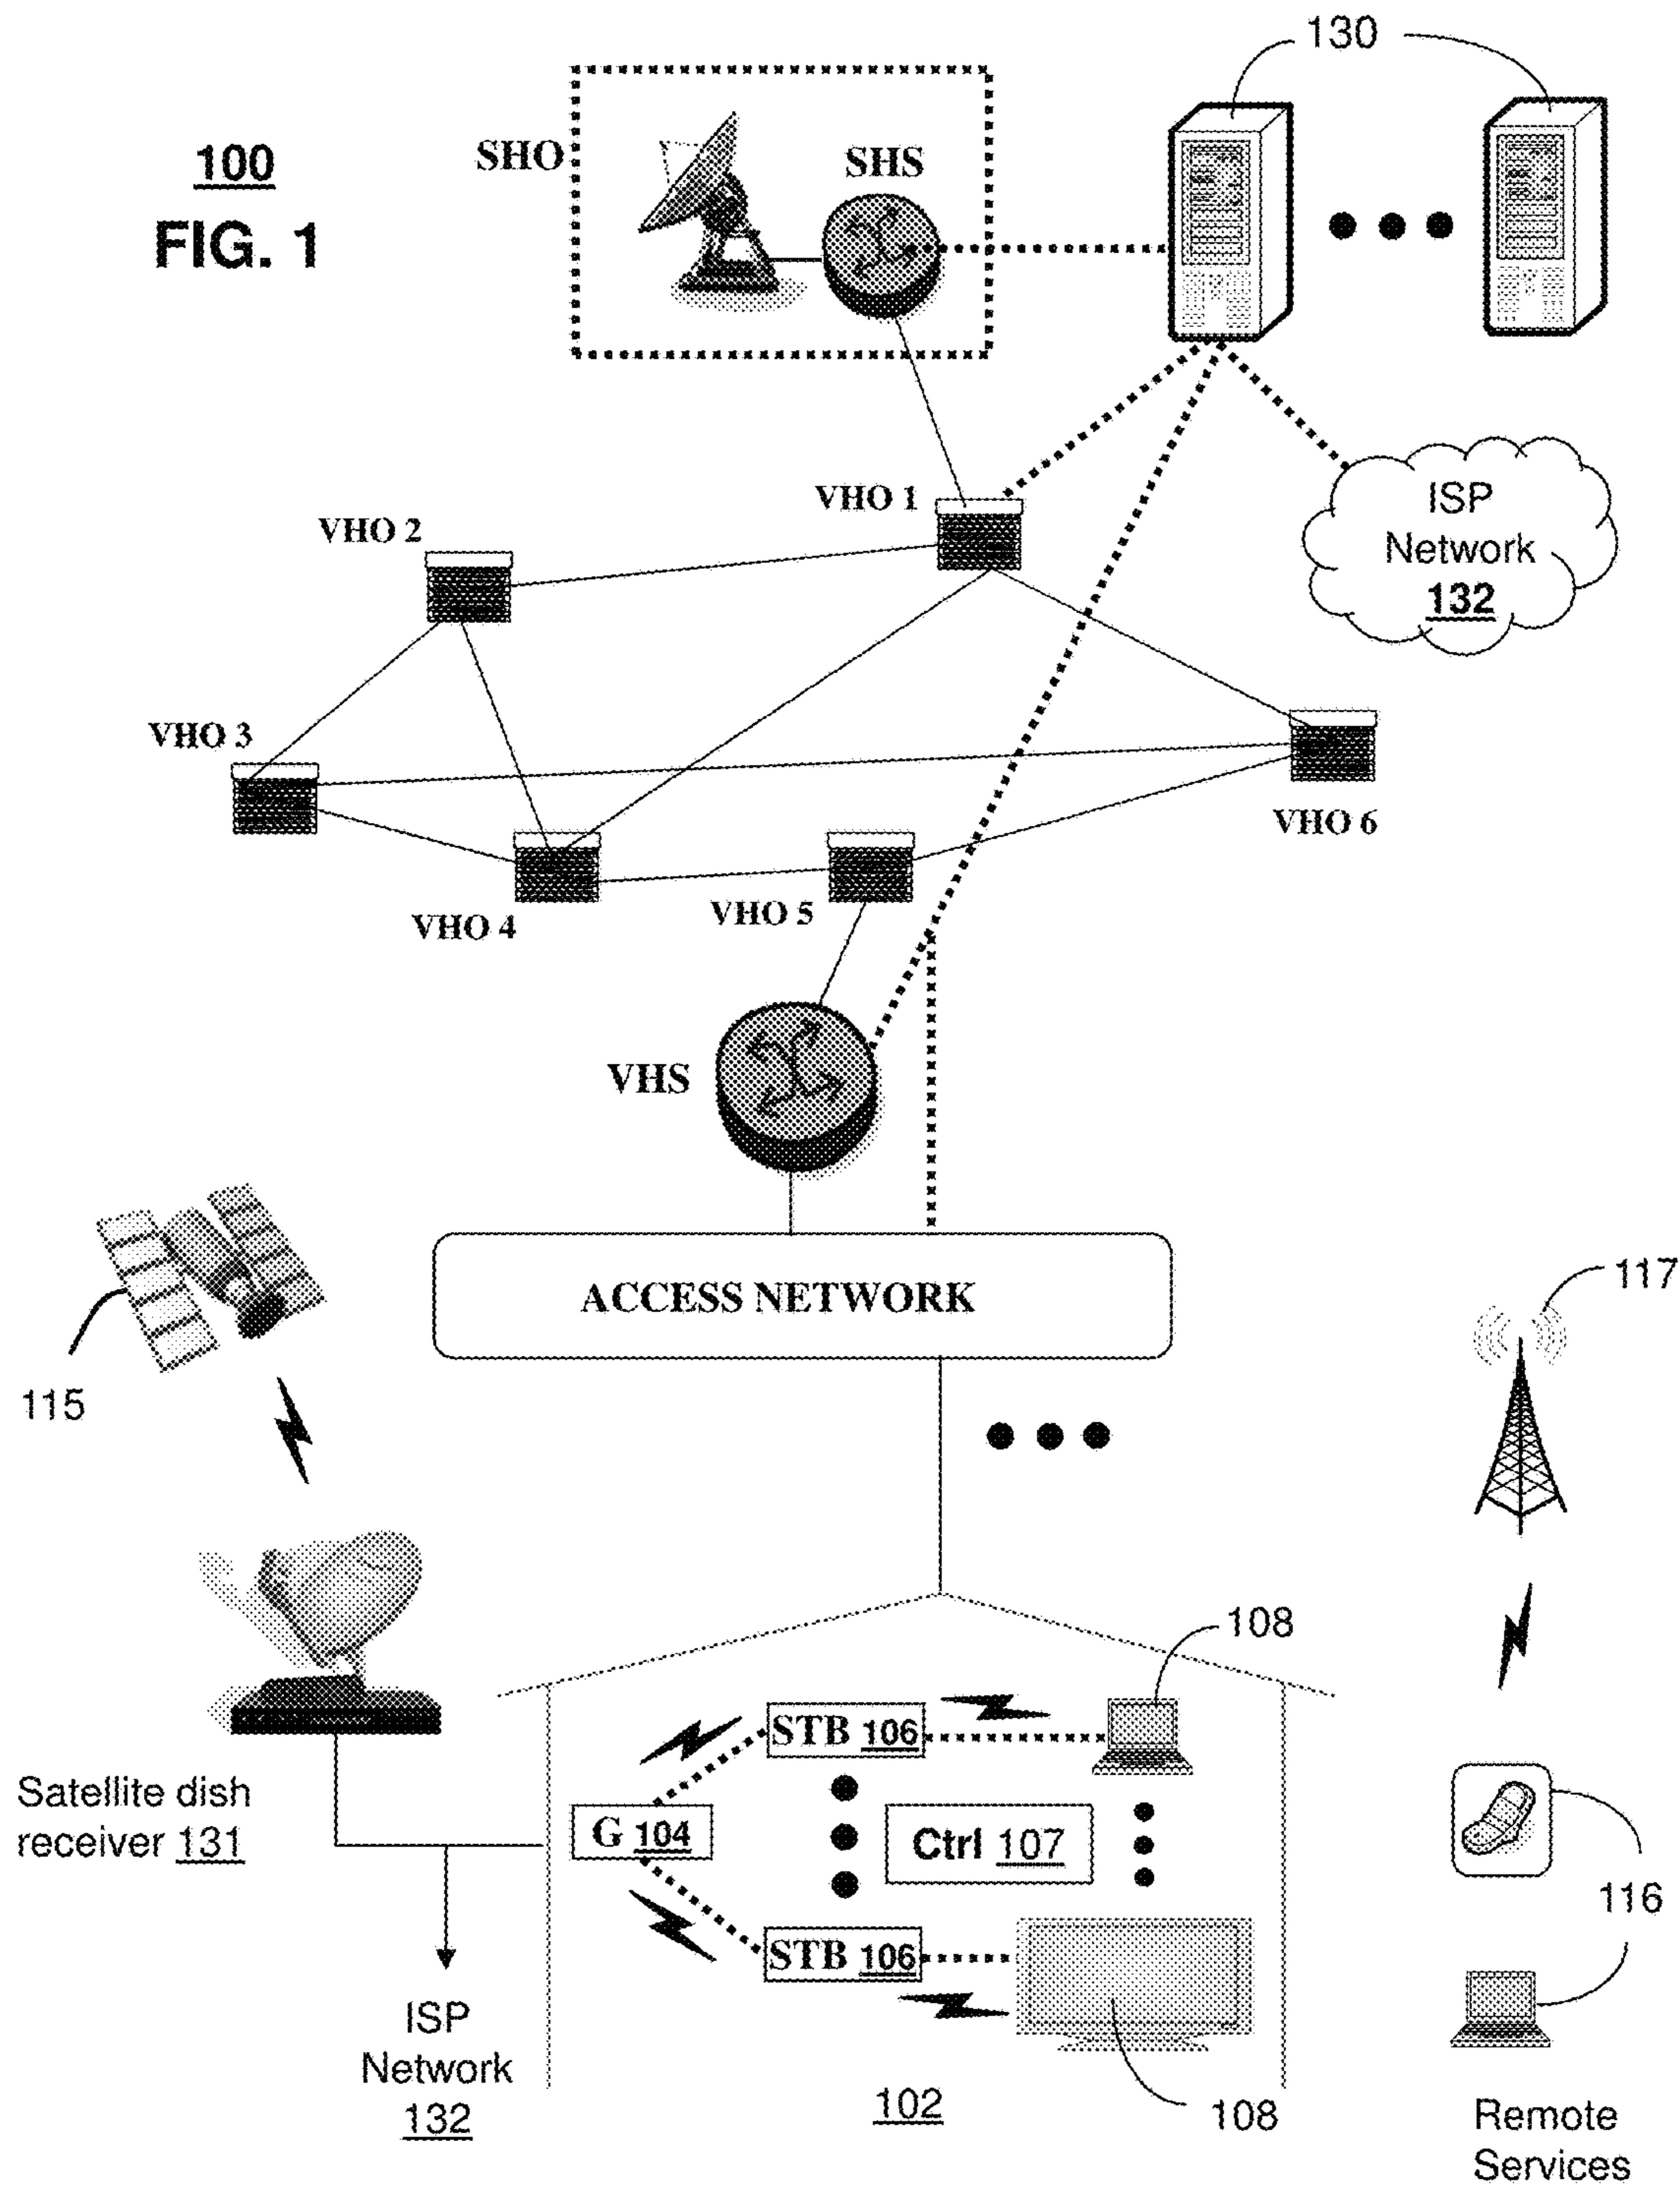 130
100
FIG. 1
SHO
SHS
VHO 1
VHO 2
ISP
Network
132
VHO 3
VHO 6
VHO 4
VHO 5
VHS
ACCESS NETWORK
117
115
108
STB 106
Satellite dish
receiver 131
G 104
Ctrl 107
116
STB 106
ISP
Network
132
102
108
Remote
Services